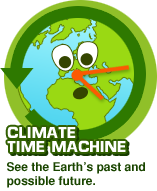 CLIMATE
TIME MACHINE
See the Earth's past and
possible future.